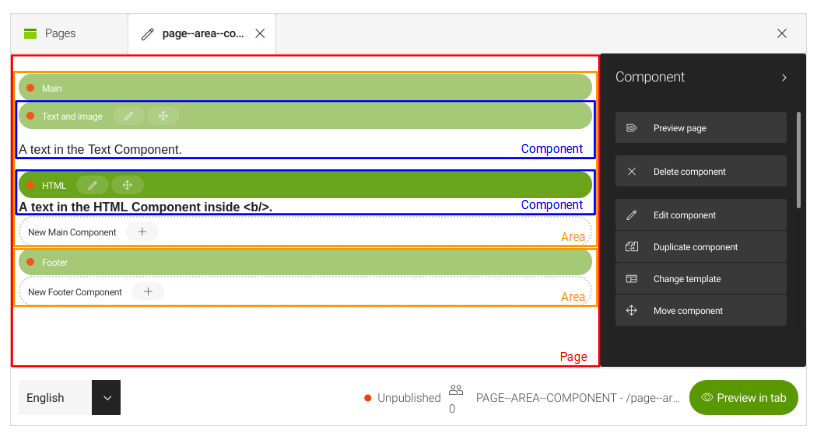 Pages
page--area--co...
Main
Text and image
A text in the Text Component.
Component
HTML
A text in the HTML Component inside <b/>.
Component
New Main Component
Area
Footer
New Footer Component
Area
Page
Component
Preview page
Delete component
Edit component
Duplicate component
Change template
Move component
English
Unpublished
0
PAGE--AREA--COMPONENT - /page--ar...
Preview in tab